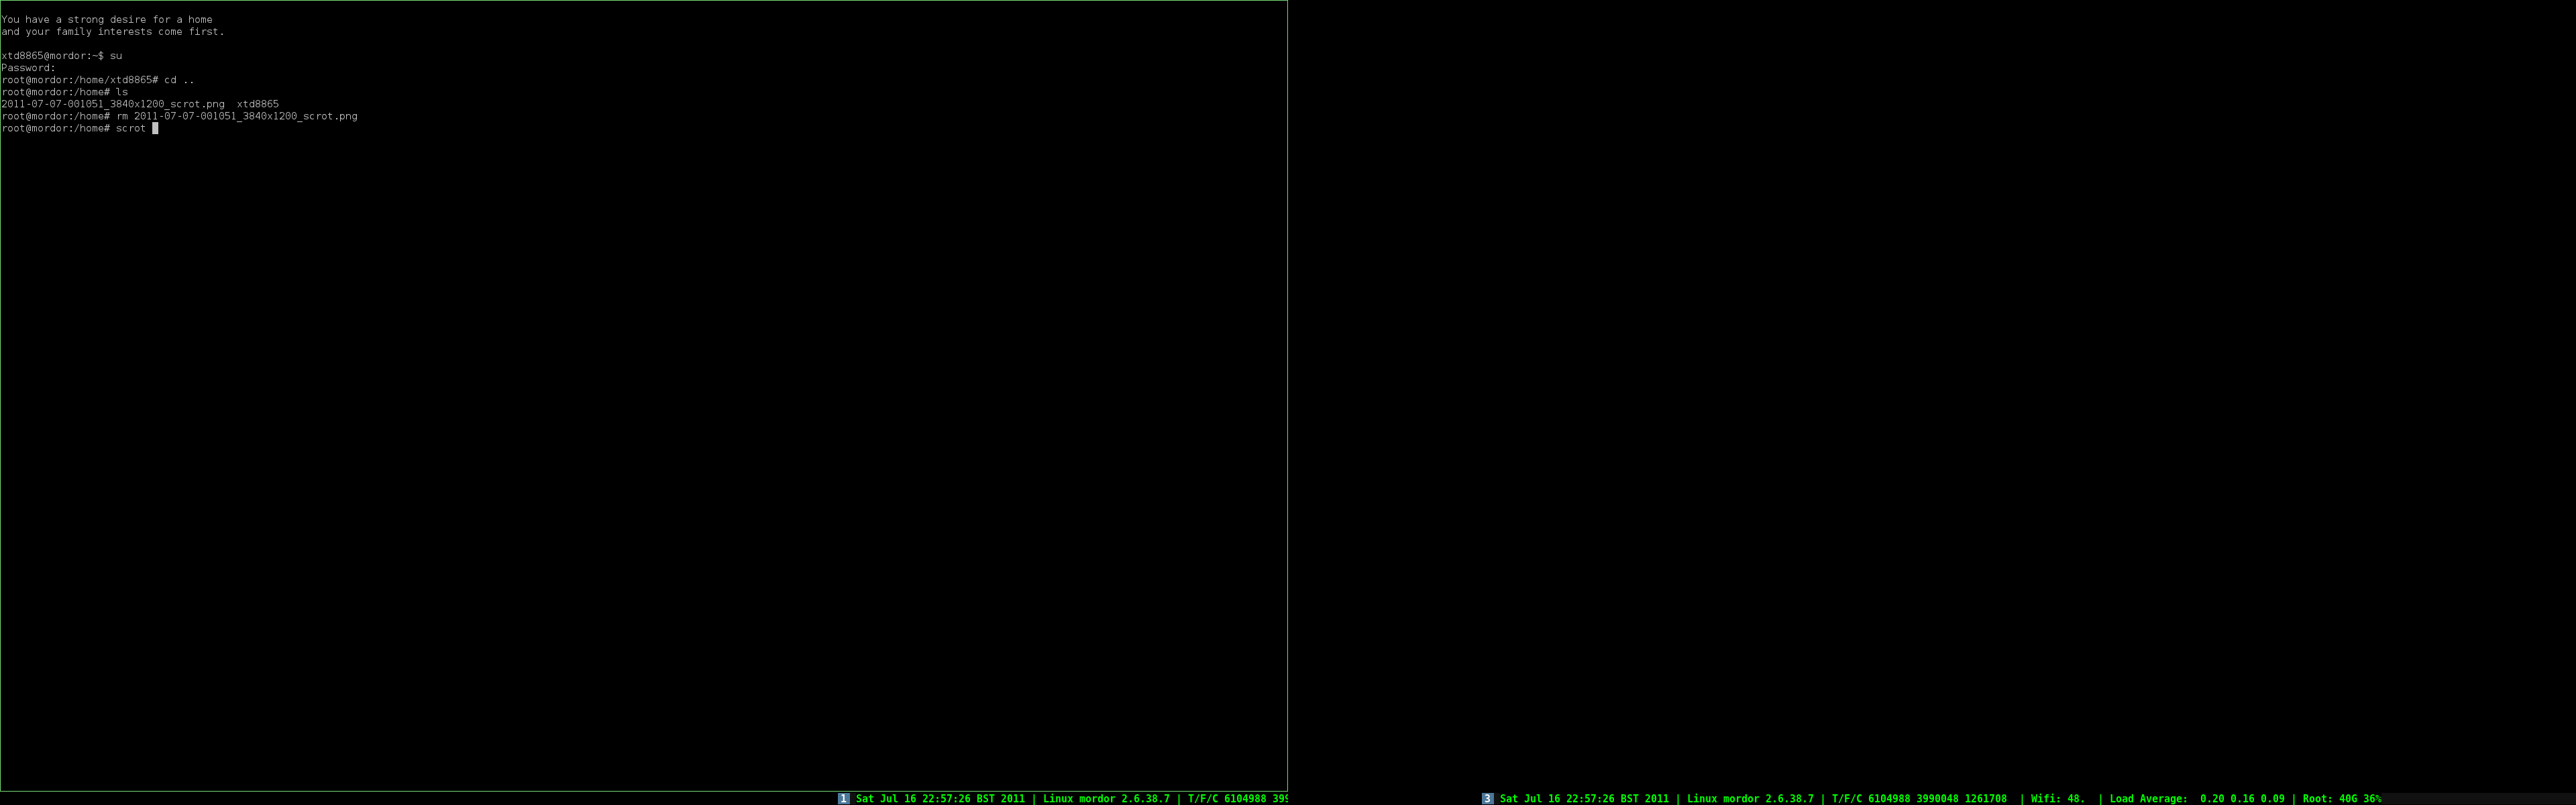 You have a strong desire for a home
and your family interests come first.
xtd8865@mordor:~$ su
Password:
root@mordor:/home/xtd8865# cd ..
root@mordor:/home# ls
2011-07-07-001051_3840x1200_scrot.png  xtd8865
root@mordor:/home# rm 2011-07-07-001051_3840x1200_scrot.png
root@mordor:/home# scrot
1 Sat Jul 16 22:57:26 BST 2011 | Linux mordor 2.6.38.7 | T/F/C 6104988 399
3 Sat Jul 16 22:57:26 BST 2011 | Linux mordor 2.6.38.7 | T/F/C 6104988 3990048 1261708  | Wifi: 48.  | Load Average:  0.20 0.16 0.09 | Root: 40G 36%